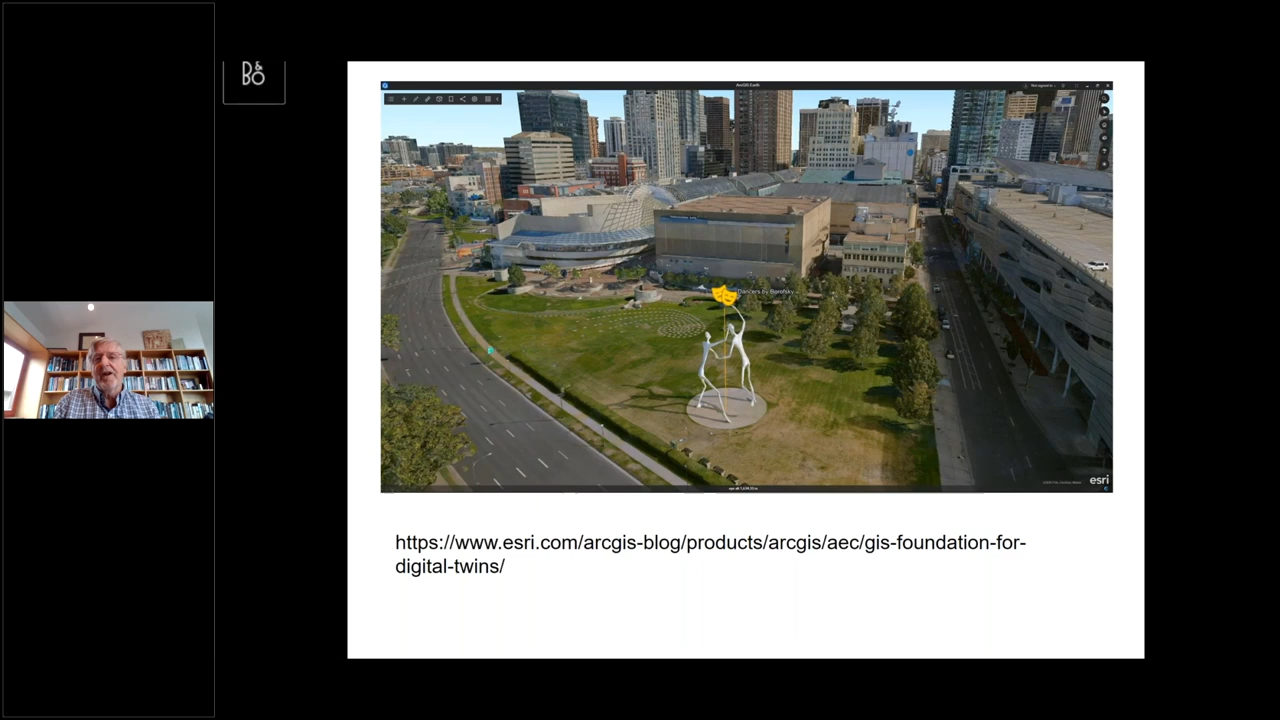 B&
BO
ArcGIS Earth
Dancers by Borofsky
esri
https://www.esri.com/arcgis-blog/products/arcgis/aec/gis-foundation-for-
digital-twins/